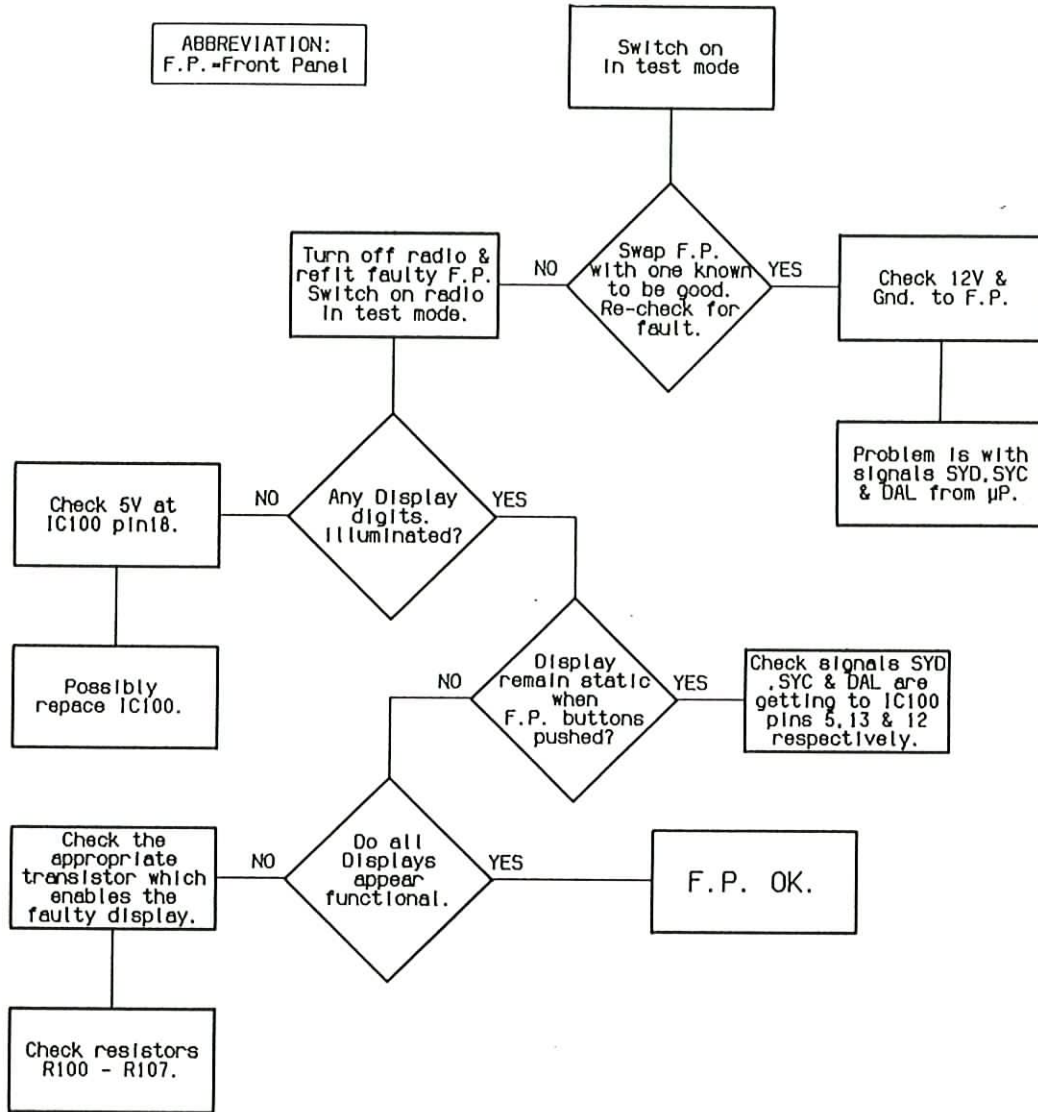 ABBREVIATION:
F.P.=Front Panel
Switch on
in test mode
Swap F.P.
with one known
to be good.
Re-check for
fault.
NO
YES
Turn off radio &
refit faulty F.P.
Switch on radio
in test mode.
Check 12V &
Gnd. to F.P.
Problem is with
signals SYD,SYC
& DAL from µP.
Any Display
digits.
illuminated?
NO
YES
Check 5V at
IC100 pin18.
Possibly
repace IC100.
Display
remain static
when
F.P. buttons
pushed?
NO
YES
Check signals SYD
,SYC & DAL are
getting to IC100
pins 5,13 & 12
respectively.
Do all
Displays
appear
functional.
NO
YES
Check the
appropriate
transistor which
enables the
faulty display.
F.P. OK.
Check resistors
R100 - R107.